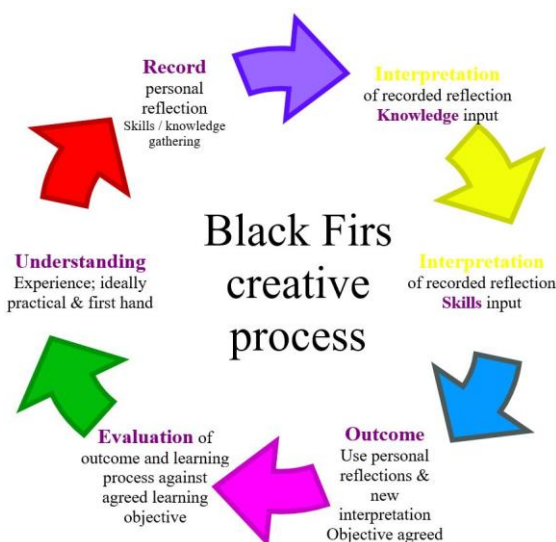 Record
personal
reflection
Skills / knowledge
gathering
Interpretation
of recorded reflection
Knowledge input
Interpretation
of recorded reflection
Skills input
Outcome
Use personal
reflections &
new
interpretation
Objective agreed
Evaluation of
outcome and learning
process against
agreed learning
objective
Understanding
Experience; ideally
practical & first hand
Black Firs
creative
process